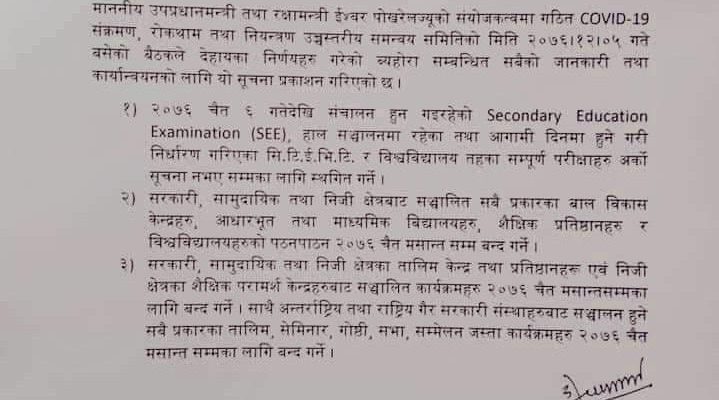 माननीय उपप्रधानमन्त्री तथा रक्षामन्त्री ईश्वर पोखरेलज्यूको संयोजकत्वमा गठित COVID-19
संक्रमण, रोकथाम तथा नियन्त्रण उच्चस्तरीय समन्वय समितिको मिति २०७६।१२।०५ गते
बसेको बैठकले देहायका निर्णयहरु गरेको व्यहोरा सम्बन्धित सबैको जानकारी तथा
कार्यान्वयनको लागि यो सूचना प्रकाशन गरिएको छ।
१) २०७६ चैत ६ गतेदेखि संचालन हुन गइरहेको Secondary Education
Examination (SEE), हाल सञ्चालनमा रहेका तथा आगामी दिनमा हुने गरी
निर्धारण गरिएका सि.टि.ई.भि.टि. र विश्वविद्यालय तहका सम्पूर्ण परीक्षाहरु अर्को
सूचना नभए सम्मका लागि स्थगित गर्ने।
२) सरकारी, सामुदायिक तथा निजी क्षेत्रबाट सञ्चालित सबै प्रकारका बाल विकास
केन्द्रहरु, आधारभूत तथा माध्यमिक बिद्यालयहरु, शैक्षिक प्रतिष्ठानहरु र
विश्वविद्यालयहरुको पठनपाठन २०७६ चैत मसान्त सम्म बन्द गर्ने।
३) सरकारी, सामुदायिक तथा निजी क्षेत्रका तालिम केन्द्र तथा प्रतिष्ठानहरू एवं निजी
क्षेत्रका शैक्षिक परामर्श केन्द्रहरुबाट सञ्चालित कार्यक्रमहरु २०७६ चैत मसान्तसम्मका
लागि बन्द गर्ने। साथै अन्तर्राष्ट्रिय तथा राष्ट्रिय गैर सरकारी संस्थाहरुबाट सञ्चालन हुने
सबै प्रकारका तालिम, सेमिनार, गोष्ठी, सभा, सम्मेलन जस्ता कार्यक्रमहरु २०७६ चैत
मसान्त सम्मका लागि बन्द गर्ने।